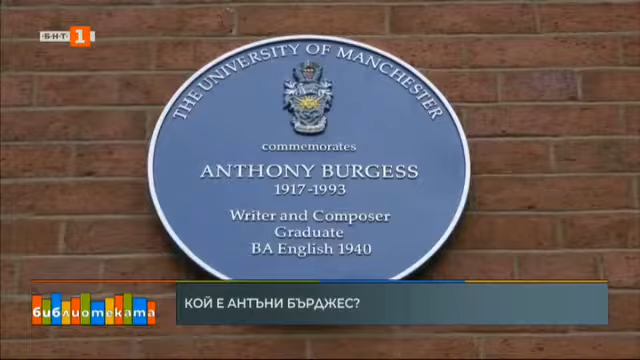 БНТ 1
THE UNIVERSITY OF MANCHESTER
commemorates
ANTHONY BURGESS
1917-1993
Writer and Composer
Graduate
BA English 1940
библиотеката
КОЙ Е АНТЪНИ БЪРДЖЕС?